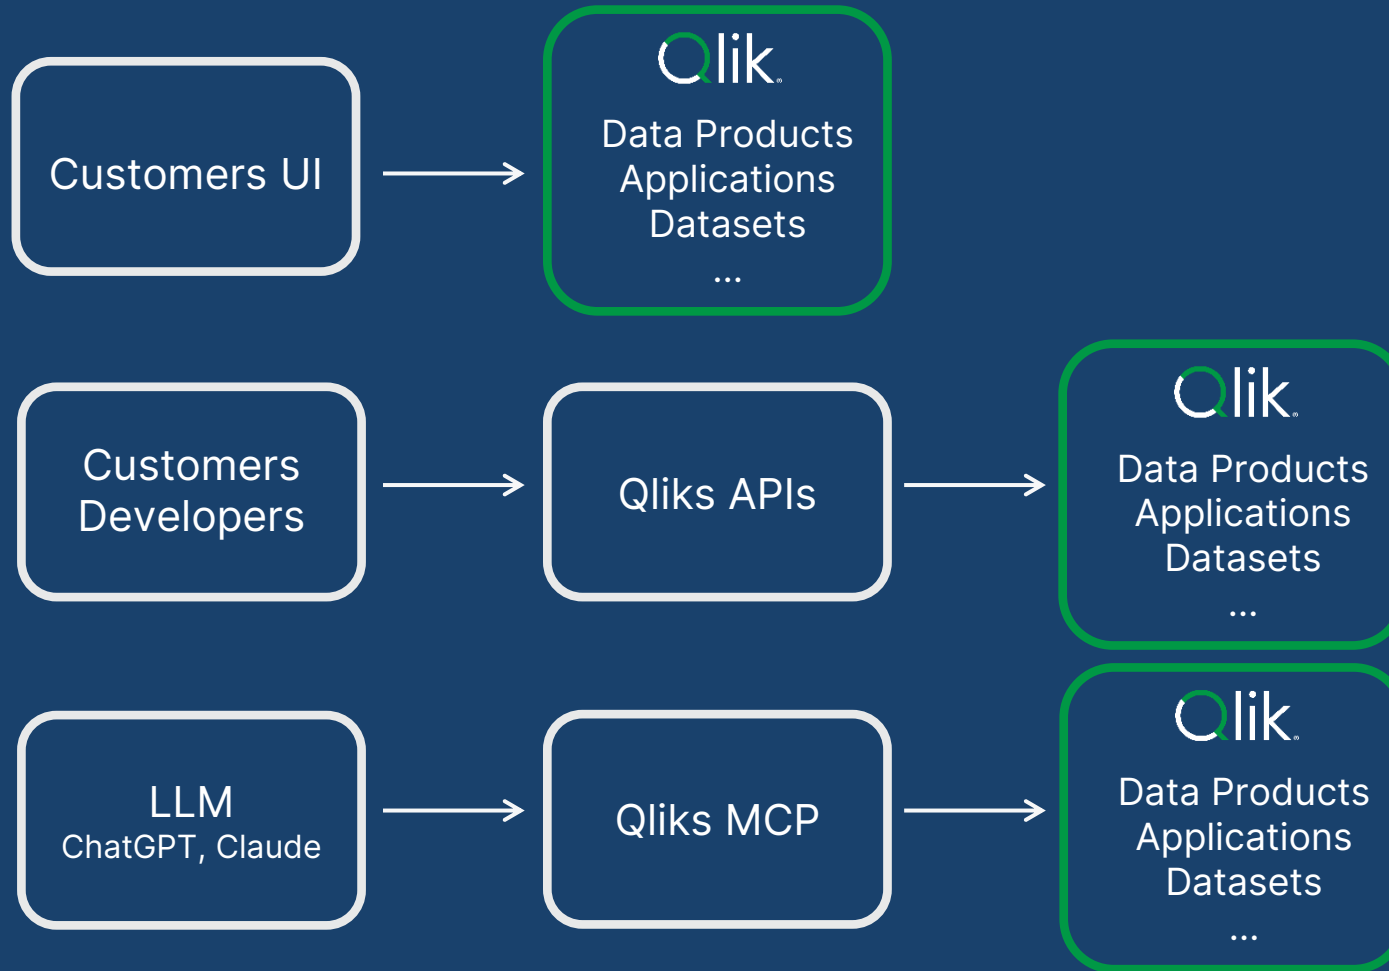 Qlik
Customers UI
Data Products
Applications
Datasets
...
Qlik
Customers
Developers
Qliks APIs
Data Products
Applications
Datasets
...
Qlik
LLM
ChatGPT, Claude
Qliks MCP
Data Products
Applications
Datasets
...